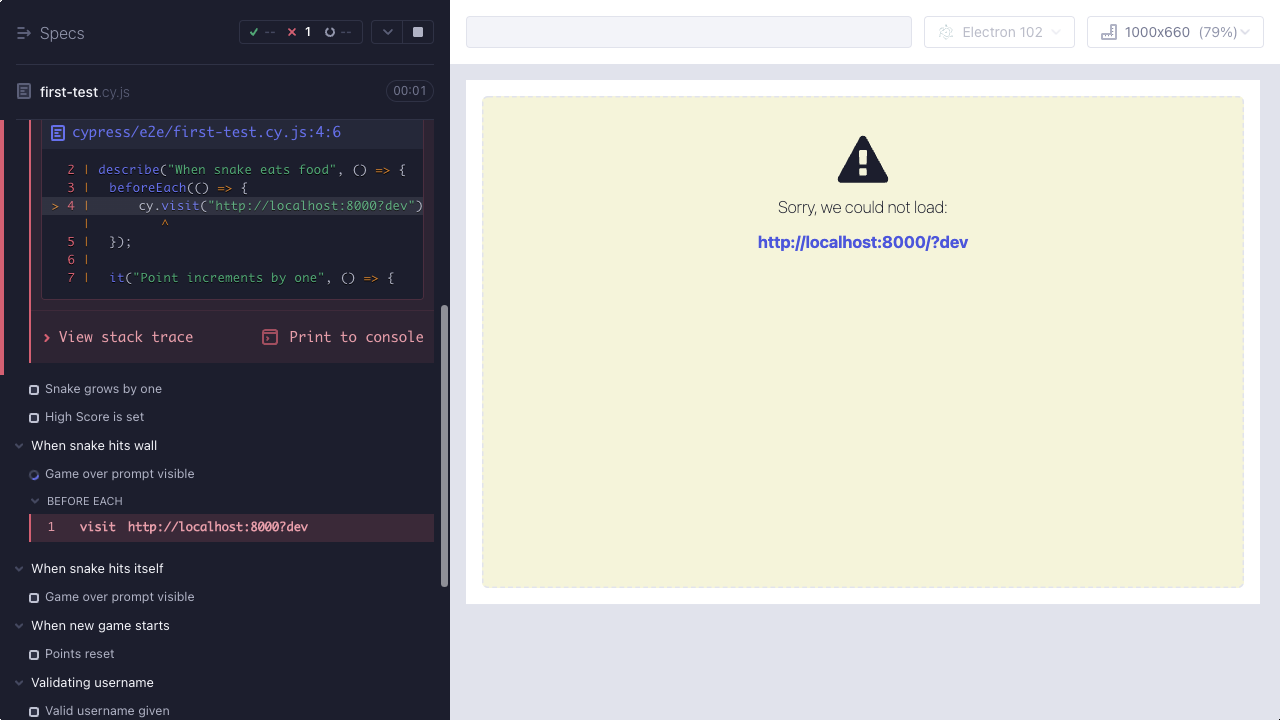 Specs
-- 1 --
first-test.cy.js
00:01
cypress/e2e/first-test.cy.js:4:6
2 | describe("When snake eats food", () => {
3 | beforeEach(() => {
> 4 | cy.visit("http://localhost:8000?dev")
| ^
5 | });
6 |
7 | it("Point increments by one", () => {
View stack trace
Print to console
Snake grows by one
High Score is set
When snake hits wall
Game over prompt visible
BEFORE EACH
1 visit http://localhost:8000?dev
When snake hits itself
Game over prompt visible
When new game starts
Points reset
Validating username
Valid username given
Electron 102
1000x660 (79%)
Sorry, we could not load:
http://localhost:8000/?dev